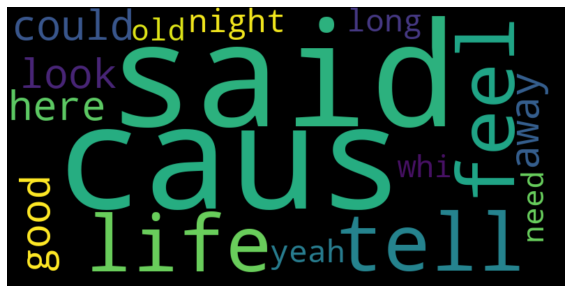 could old night long
said feel
look
here
away
caus
whi
need
good
life tell
yeah